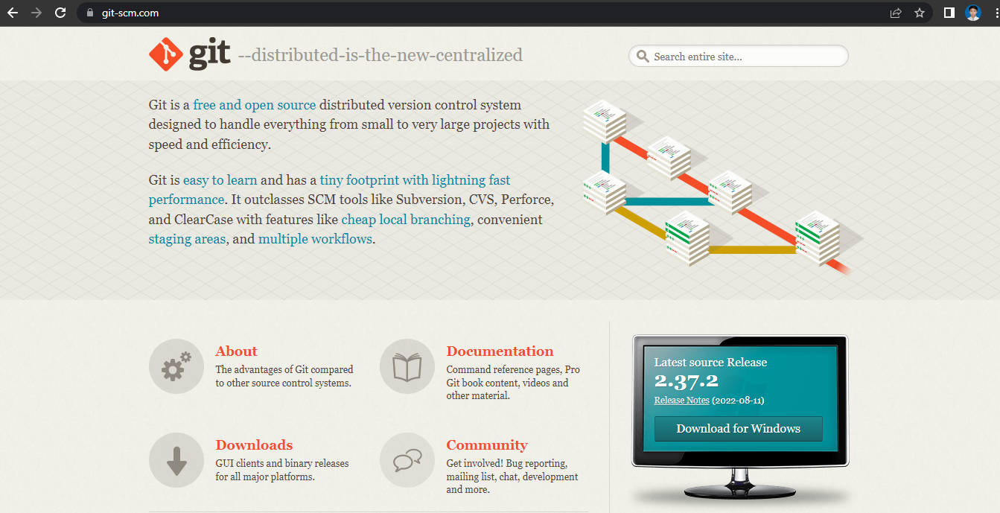 git-scm.com
git --distributed-is-the-new-centralized
Search entire site...
Git is a free and open source distributed version control system
designed to handle everything from small to very large projects with
speed and efficiency.
Git is easy to learn and has a tiny footprint with lightning fast
performance. It outclasses SCM tools like Subversion, CVS, Perforce,
and ClearCase with features like cheap local branching, convenient
staging areas, and multiple workflows.
About
The advantages of Git compared
to other source control systems.
Documentation
Command reference pages, Pro
Git book content, videos and
other material.
Downloads
GUI clients and binary releases
for all major platforms.
Community
Get involved! Bug reporting,
mailing list, chat, development
and more.
Latest source Release
2.37.2
Release Notes (2022-08-11)
Download for Windows